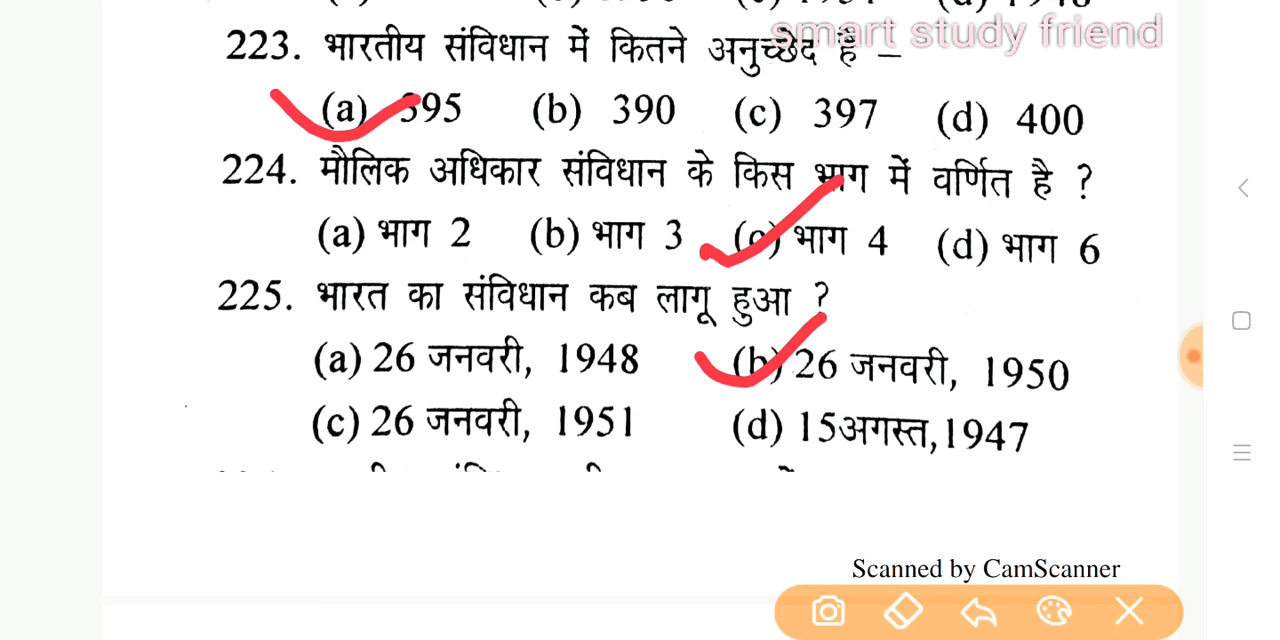 smart study friend
223. भारतीय संविधान में कितने अनुच्छेद है –
(a) 395 (b) 390 (c) 397 (d) 400
224. मौलिक अधिकार संविधान के किस भाग में वर्णित है ?
(a) भाग 2 (b) भाग 3 (c) भाग 4 (d) भाग 6
225. भारत का संविधान कब लागू हुआ ?
(a) 26 जनवरी, 1948 (b) 26 जनवरी, 1950
(c) 26 जनवरी, 1951 (d) 15अगस्त,1947
Scanned by CamScanner